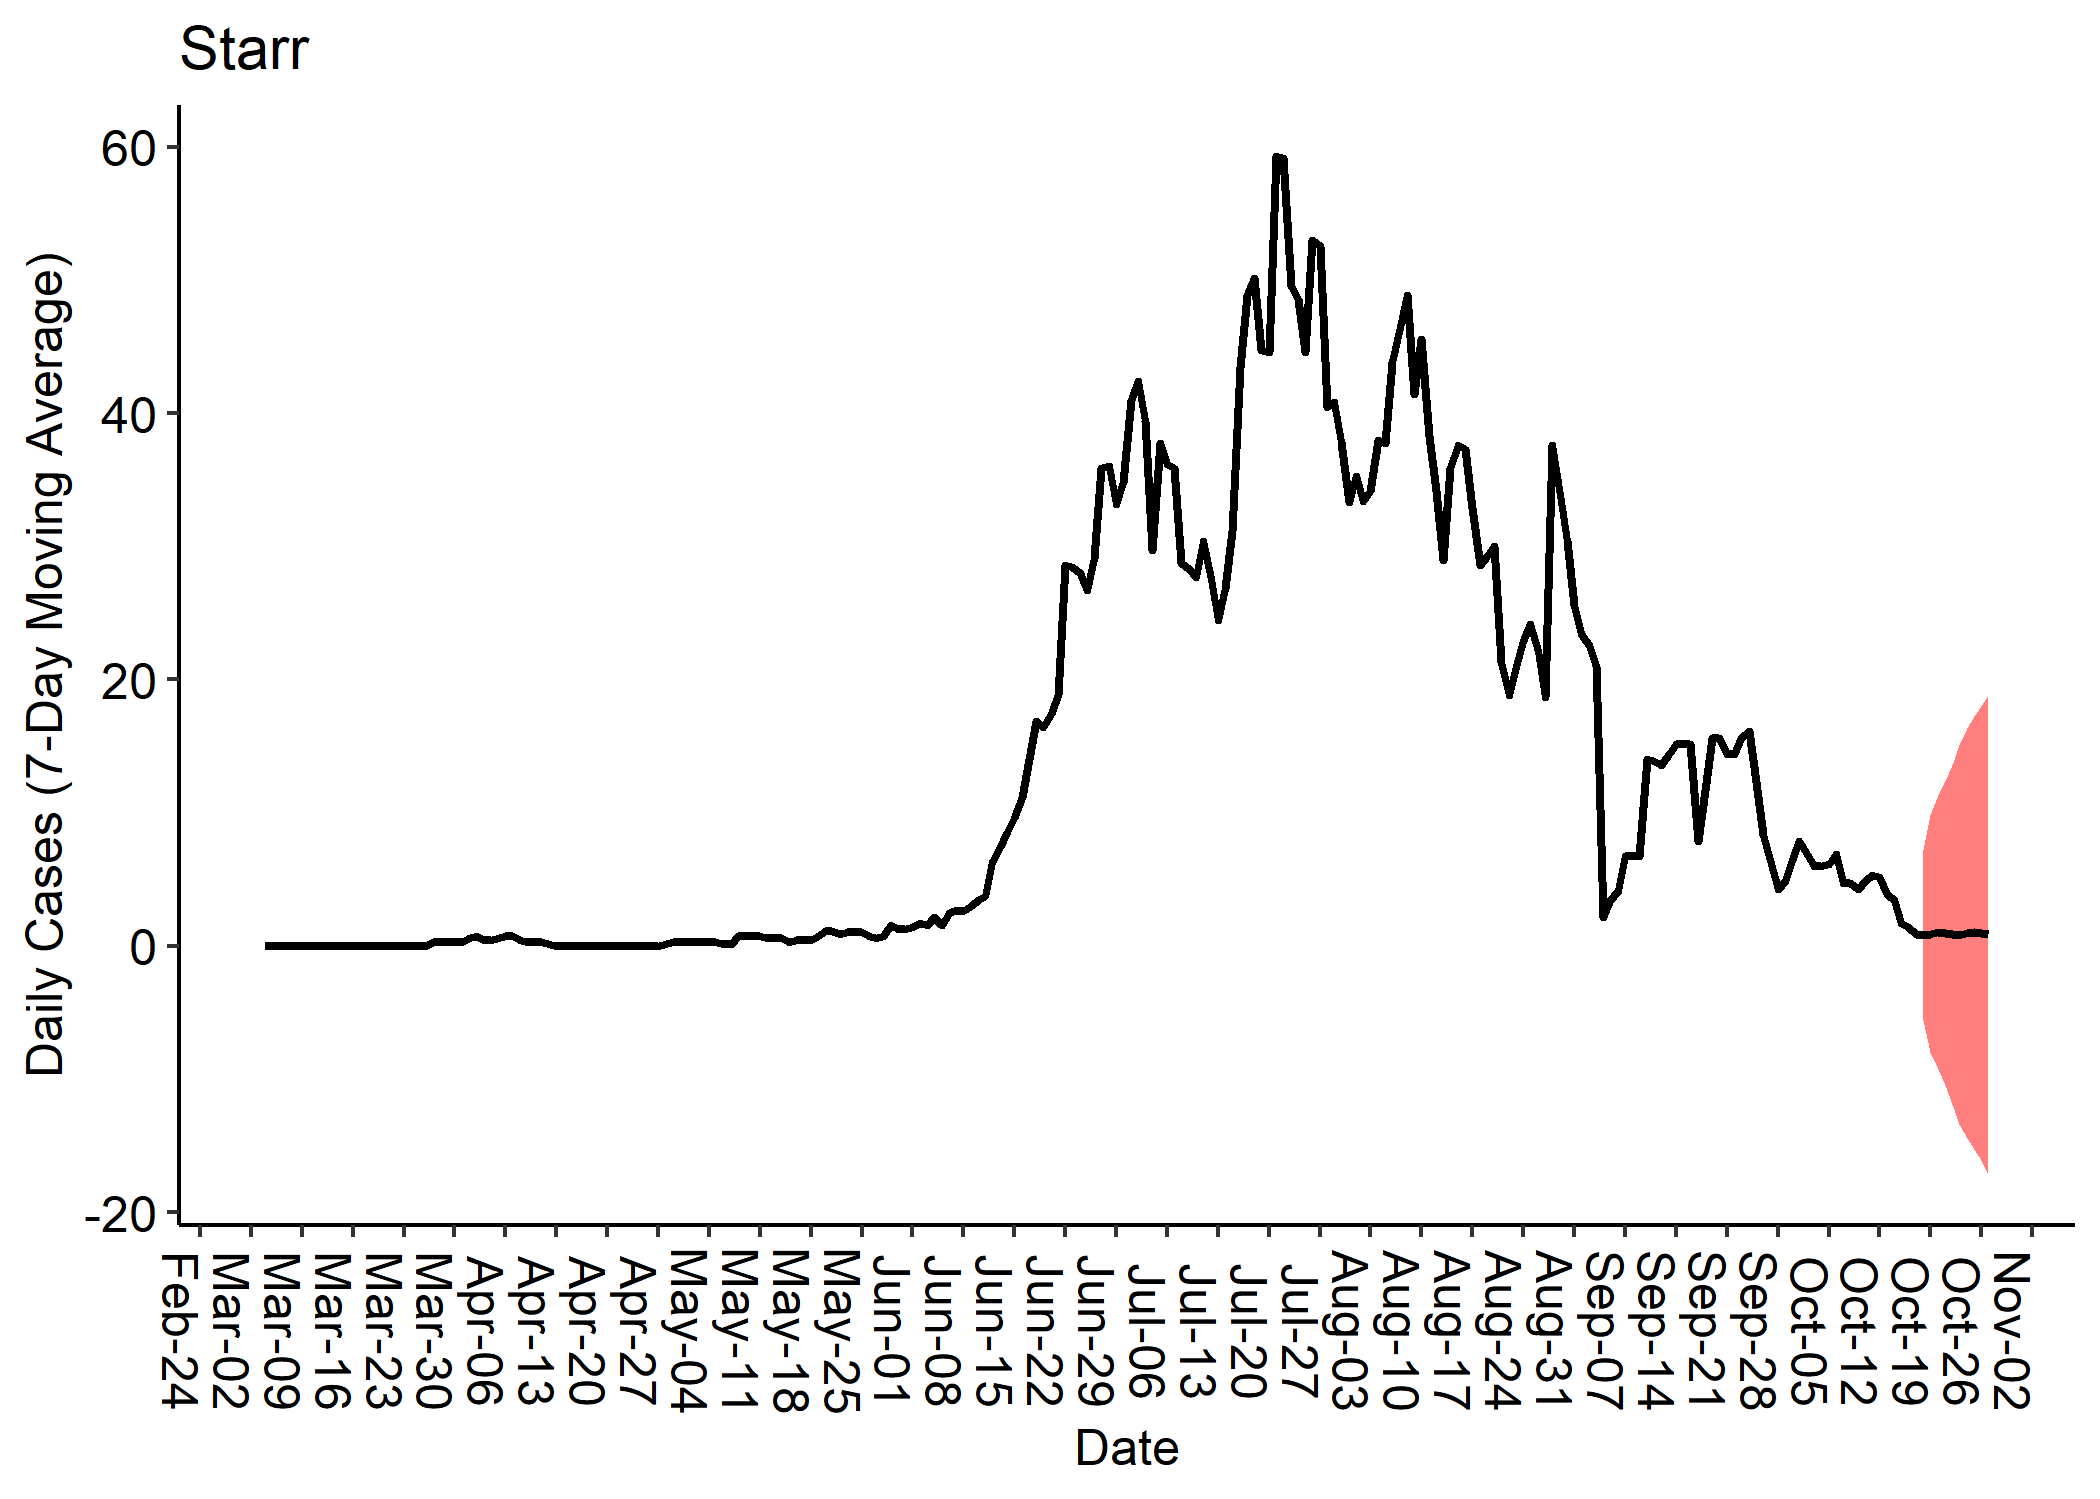 Starr
Daily Cases (7-Day Moving Average)
60
40
20
0
-20
Feb-24
Mar-02
Mar-09
Mar-16
Mar-23
Mar-30
Apr-06
Apr-13
Apr-20
Apr-27
May-04
May-11
May-18
May-25
Jun-01
Jun-08
Jun-15
Jun-22
Jun-29
Jul-06
Jul-13
Jul-20
Jul-27
Aug-03
Aug-10
Aug-17
Aug-24
Aug-31
Sep-07
Sep-14
Sep-21
Sep-28
Oct-05
Oct-12
Oct-19
Oct-26
Nov-02
Date